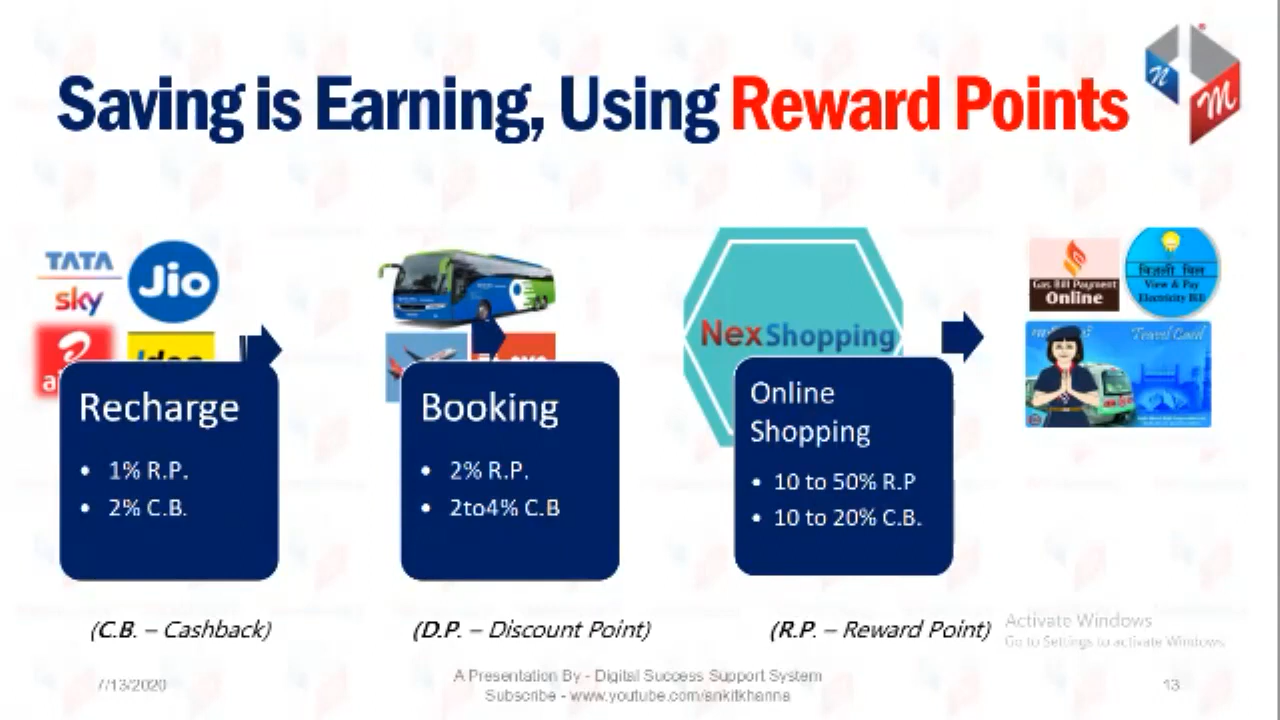 Saving is Earning, Using Reward Points
n
M
TATA
sky
Jio
Idea
NexShopping
Gas Bill Payment
Online
बिजली बिल
View & Pay
Electricity Bill
Travel Card
Recharge
• 1% R.P.
• 2% C.B.
Booking
• 2% R.P.
• 2to4% C.B
Online
Shopping
• 10 to 50% R.P
• 10 to 20% C.B.
(C.B. – Cashback)
(D.P. – Discount Point)
(R.P. – Reward Point)
Activate Windows
Go to Settings to activate Windows.
7/13/2020
A Presentation By - Digital Success Support System
Subscribe - www.youtube.com/ankitkhanna
13